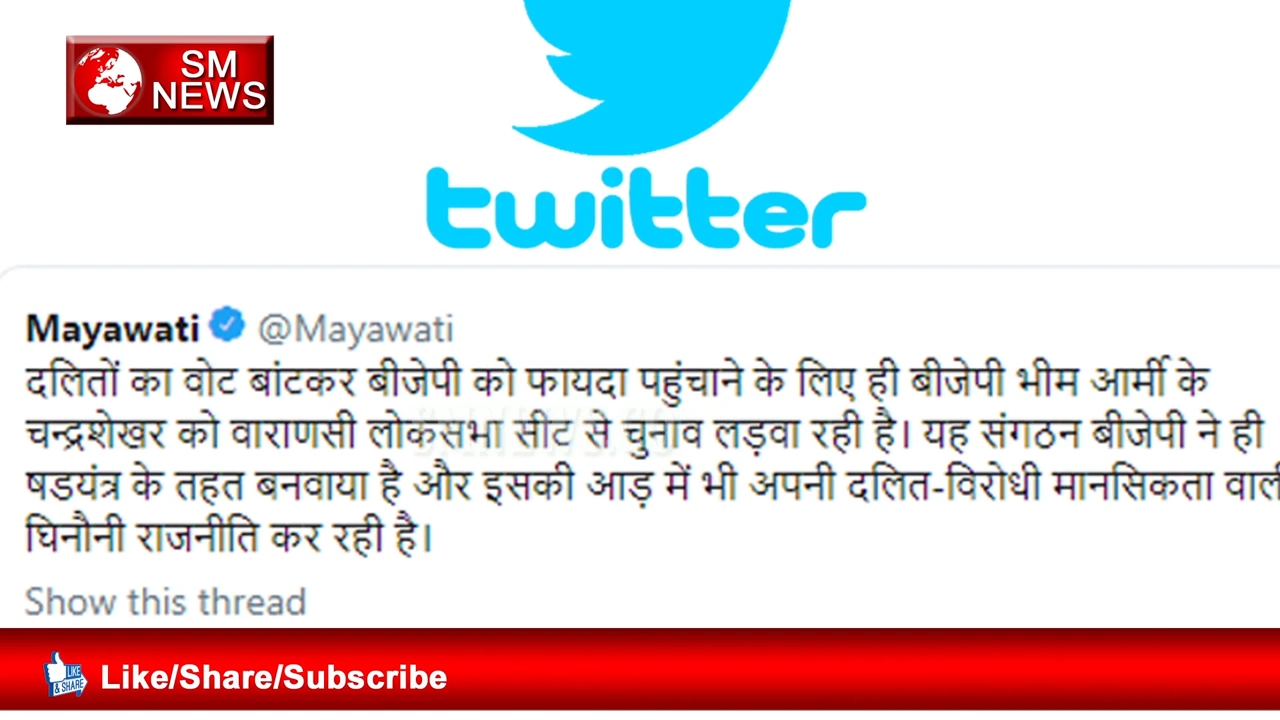 SM
NEWS
twitter
Mayawati @Mayawati
दलितों का वोट बांटकर बीजेपी को फायदा पहुंचाने के लिए ही बीजेपी भीम आर्मी के
चन्द्रशेखर को वाराणसी लोकसभा सीट से चुनाव लड़वा रही है। यह संगठन बीजेपी ने ही
षडयंत्र के तहत बनवाया है और इसकी आड़ में भी अपनी दलित-विरोधी मानसिकता वाली
घिनौनी राजनीति कर रही है।
Show this thread
LIKE
& SHARE
Like/Share/Subscribe